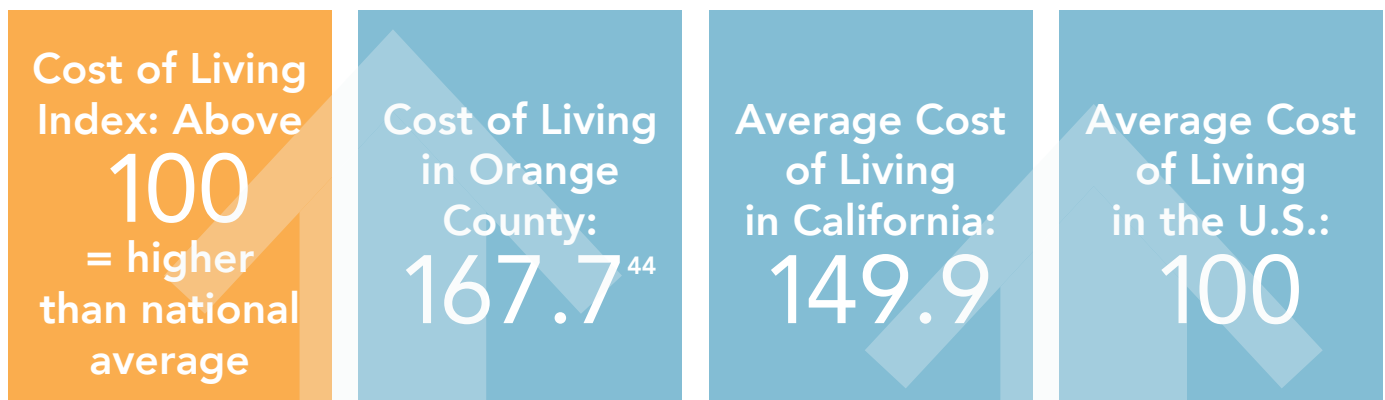 Cost of Living
Index: Above
100
= higher
than national
average
Cost of Living
in Orange
County:
167.7⁴⁴
Average Cost
of Living
in California:
149.9
Average Cost
of Living
in the U.S.:
100